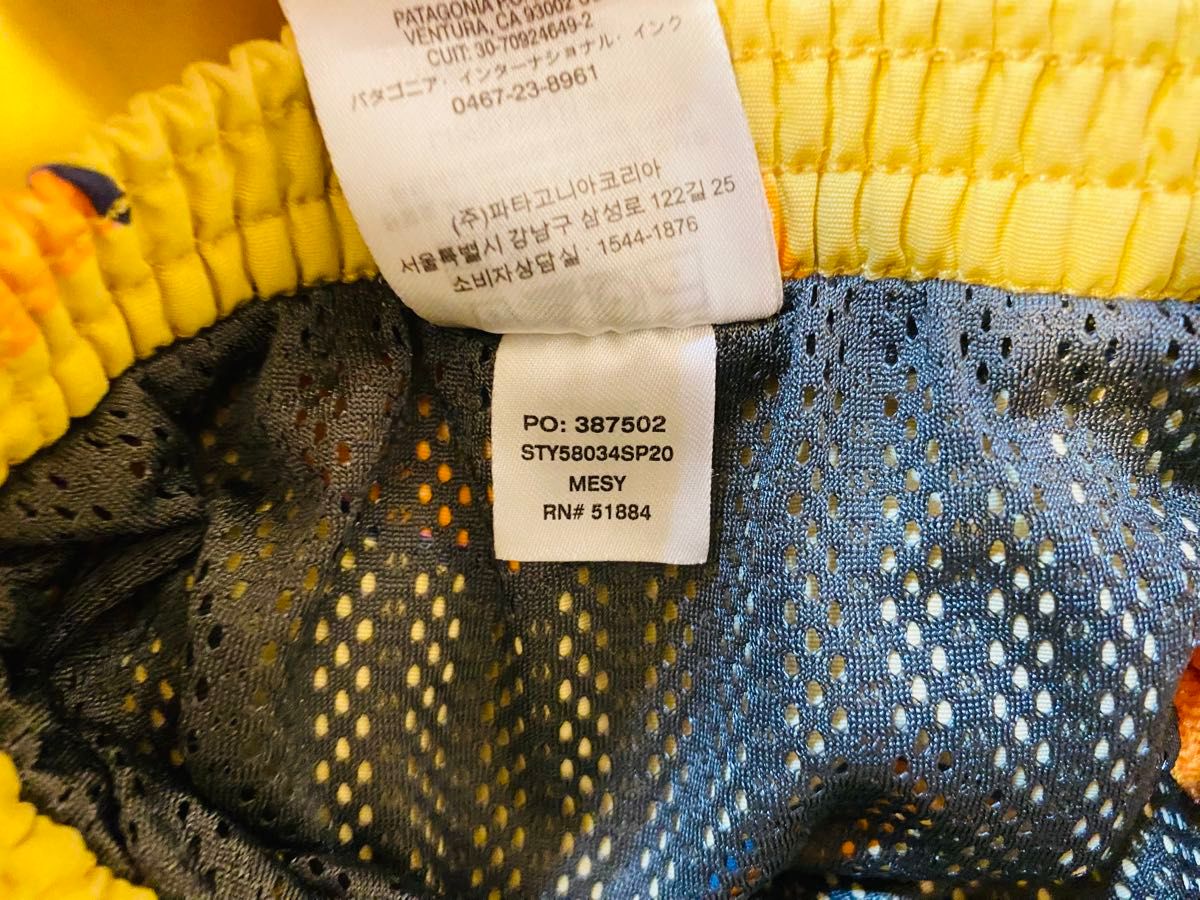 PATAGONIA
VENTURA, CA 93002
CUIT: 30-70924649-2
パタゴニア・インターナショナル・インク
0467-23-8961
(주)파타고니아코리아
서울특별시 강남구 삼성로 122길 25
소비자상담실 · 1544-1876
PO: 387502
STY58034SP20
MESY
RN# 51884